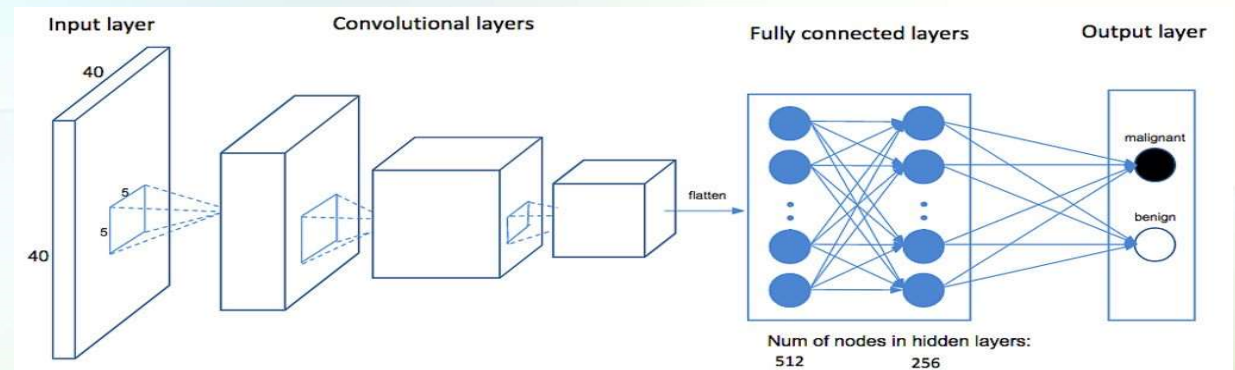 Input layer
Convolutional layers
Fully connected layers
Output layer
40
40
5
5
flatten
malignant
benign
Num of nodes in hidden layers:
512 256